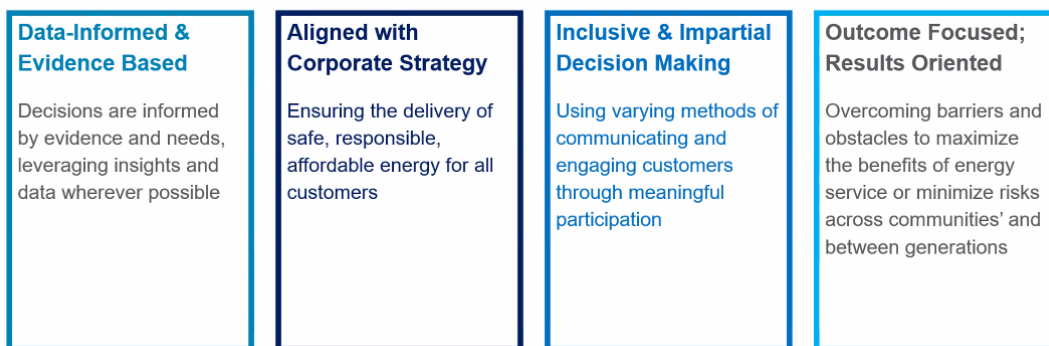 Data-Informed &
Evidence Based
Decisions are informed
by evidence and needs,
leveraging insights and
data wherever possible
Aligned with
Corporate Strategy
Ensuring the delivery of
safe, responsible,
affordable energy for all
customers
Inclusive & Impartial
Decision Making
Using varying methods of
communicating and
engaging customers
through meaningful
participation
Outcome Focused;
Results Oriented
Overcoming barriers and
obstacles to maximize
the benefits of energy
service or minimize risks
across communities’ and
between generations